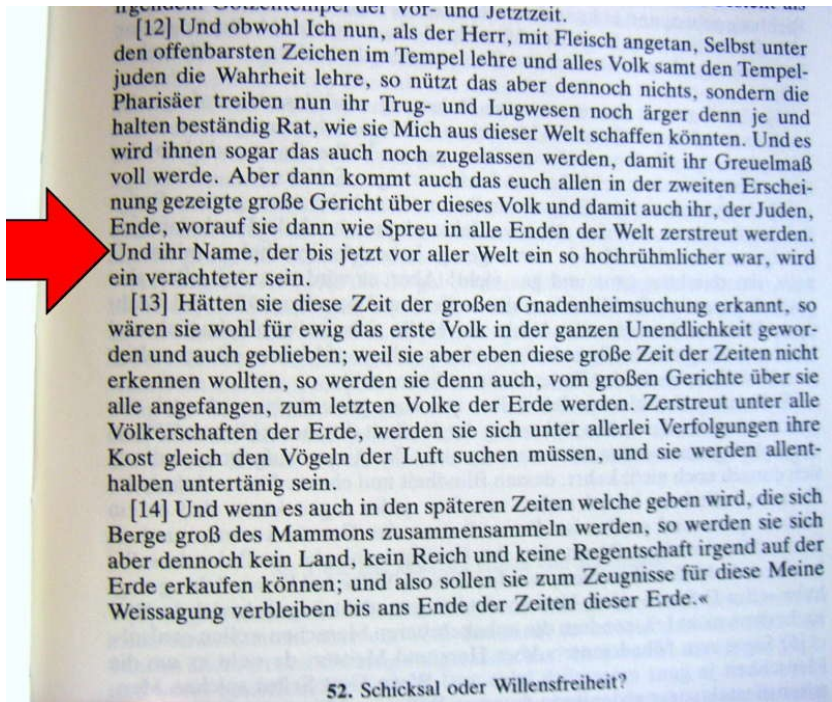 irgendein Götzentempel der Vor- und Jetztzeit.
[12] Und obwohl Ich nun, als der Herr, mit Fleisch angetan, Selbst unter
den offenbarsten Zeichen im Tempel lehre und alles Volk samt den Tempel-
juden die Wahrheit lehre, so nützt das aber dennoch nichts, sondern die
Pharisäer treiben nun ihr Trug- und Lugwesen noch ärger denn je und
halten beständig Rat, wie sie Mich aus dieser Welt schaffen könnten. Und es
wird ihnen sogar das auch noch zugelassen werden, damit ihr Greuelmaß
voll werde. Aber dann kommt auch das euch allen in der zweiten Erschei-
nung gezeigte große Gericht über dieses Volk und damit auch ihr, der Juden,
Ende, worauf sie dann wie Spreu in alle Enden der Welt zerstreut werden.
Und ihr Name, der bis jetzt vor aller Welt ein so hochrühmlicher war, wird
ein verachteter sein.
[13] Hätten sie diese Zeit der großen Gnadenheimsuchung erkannt, so
wären sie wohl für ewig das erste Volk in der ganzen Unendlichkeit gewor-
den und auch geblieben; weil sie aber eben diese große Zeit der Zeiten nicht
erkennen wollten, so werden sie denn auch, vom großen Gerichte über sie
alle angefangen, zum letzten Volke der Erde werden. Zerstreut unter alle
Völkerschaften der Erde, werden sie sich unter allerlei Verfolgungen ihre
Kost gleich den Vögeln der Luft suchen müssen, und sie werden allent-
halben untertänig sein.
[14] Und wenn es auch in den späteren Zeiten welche geben wird, die sich
Berge groß des Mammons zusammensammeln werden, so werden sie sich
aber dennoch kein Land, kein Reich und keine Regentschaft irgend auf der
Erde erkaufen können; und also sollen sie zum Zeugnisse für diese Meine
Weissagung verbleiben bis ans Ende der Zeiten dieser Erde.«
52. Schicksal oder Willensfreiheit?